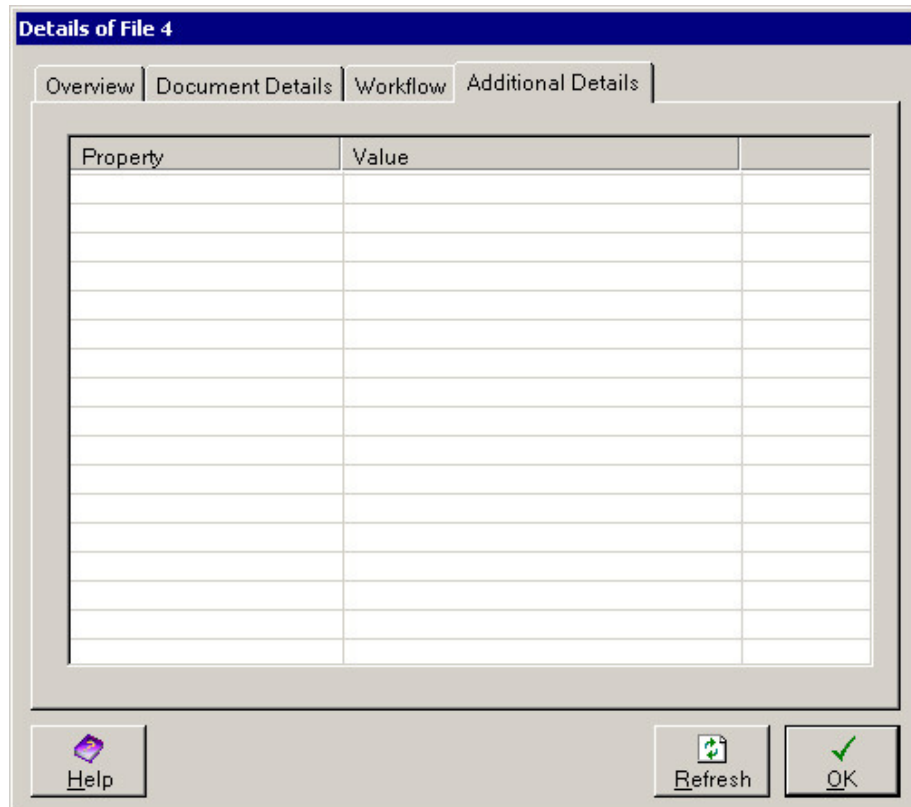 Details of File 4
Overview Document Details Workflow Additional Details
Property Value
Help Refresh OK